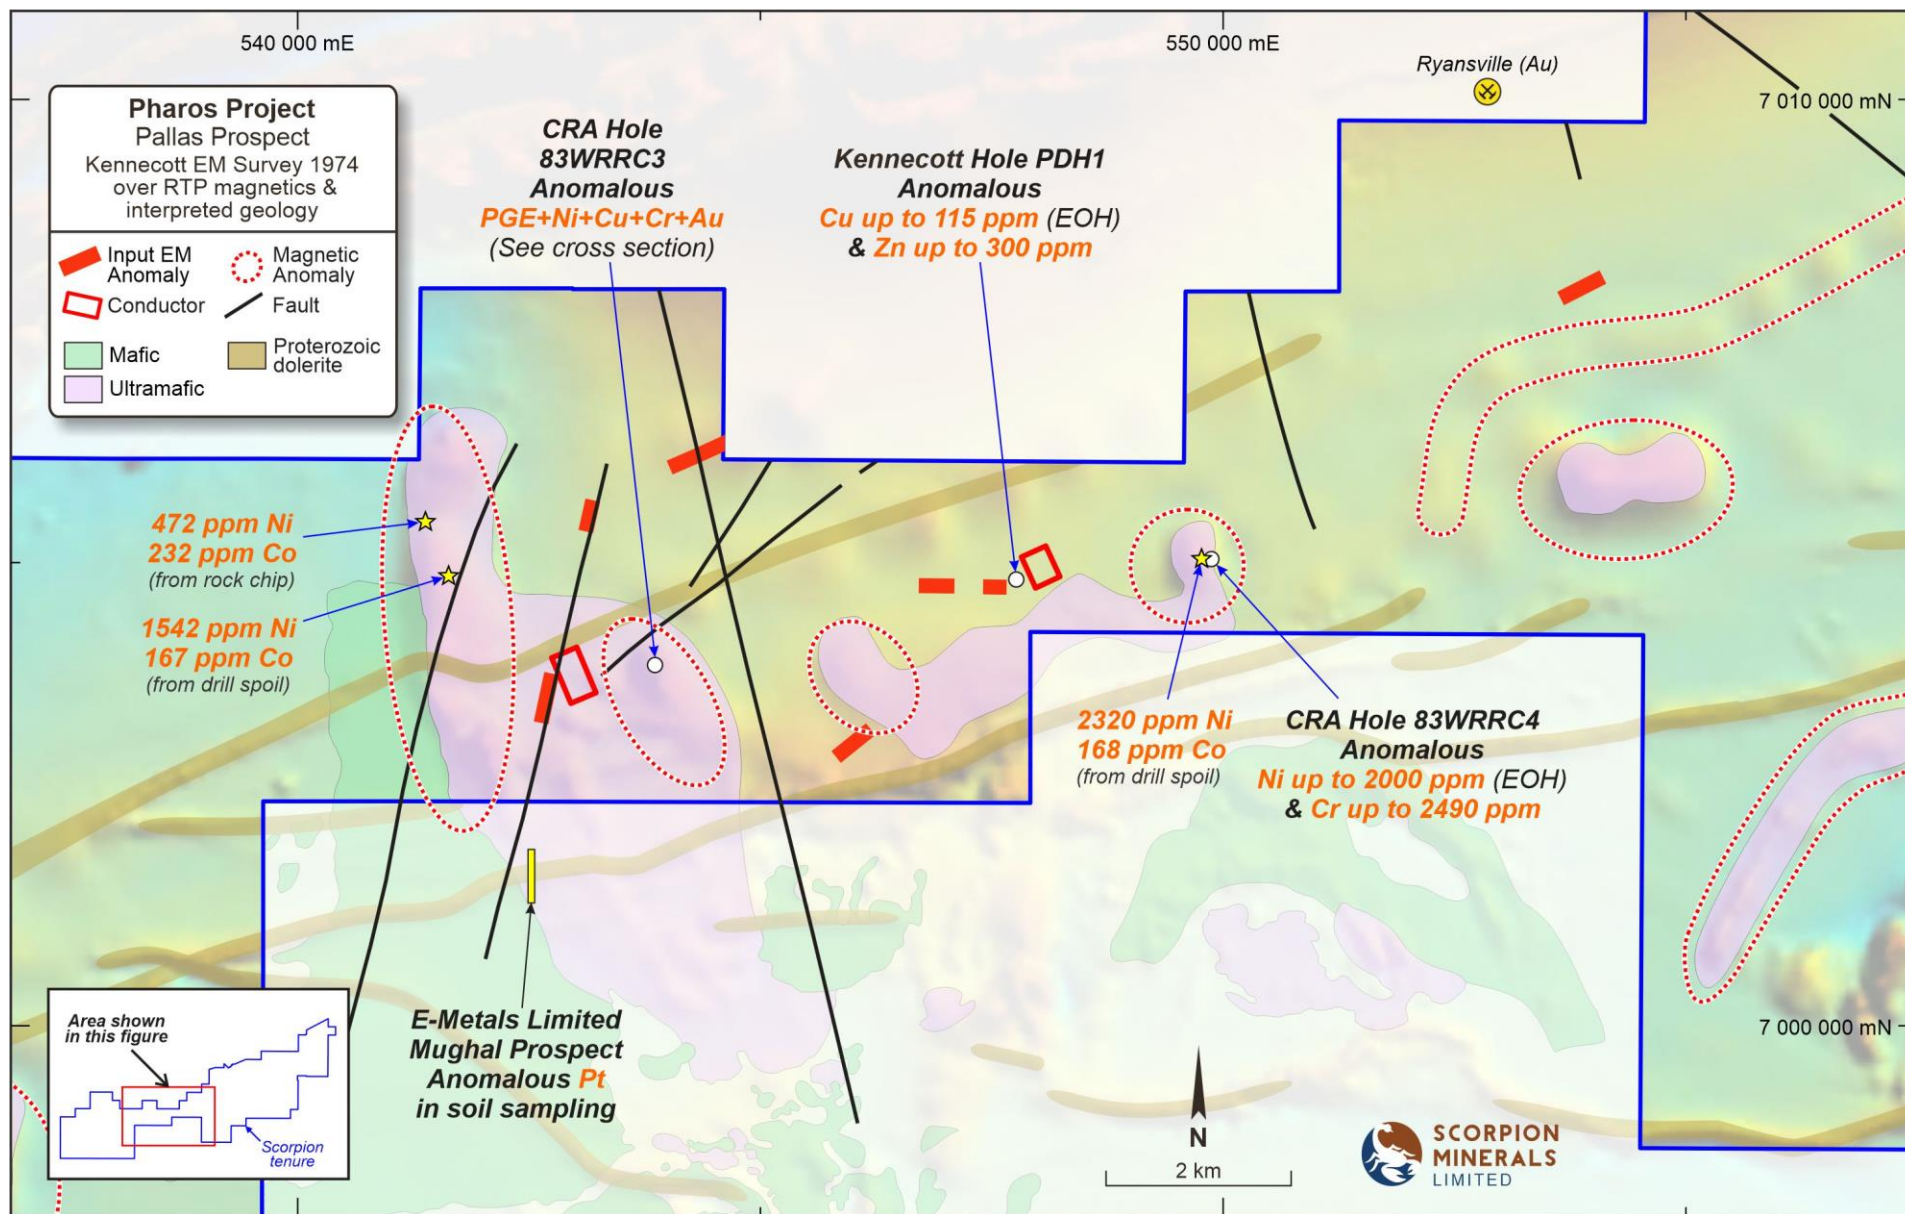 540 000 mE
550 000 mE
Ryansville (Au)
7 010 000 mN
Pharos Project
Pallas Prospect
Kennecott EM Survey 1974
over RTP magnetics &
interpreted geology
Input EM
Anomaly
Magnetic
Anomaly
Conductor
Fault
Mafic
Proterozoic
dolerite
Ultramafic
CRA Hole
83WRRC3
Anomalous
PGE+Ni+Cu+Cr+Au
(See cross section)
Kennecott Hole PDH1
Anomalous
Cu up to 115 ppm (EOH)
& Zn up to 300 ppm
472 ppm Ni
232 ppm Co
(from rock chip)
1542 ppm Ni
167 ppm Co
(from drill spoil)
2320 ppm Ni
168 ppm Co
(from drill spoil)
CRA Hole 83WRRC4
Anomalous
Ni up to 2000 ppm (EOH)
& Cr up to 2490 ppm
E-Metals Limited
Mughal Prospect
Anomalous Pt
in soil sampling
7 000 000 mN
Area shown
in this figure
Scorpion
tenure
N
2 km
SCORPION
MINERALS
LIMITED